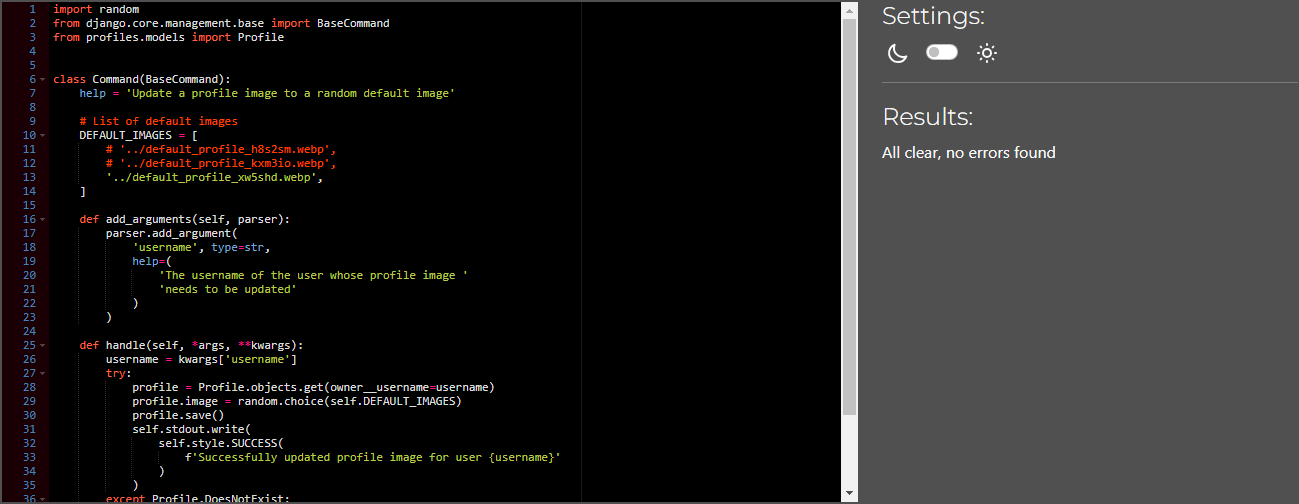 1 import random
2 from django.core.management.base import BaseCommand
3 from profiles.models import Profile
4
5
6 class Command(BaseCommand):
7     help = 'Update a profile image to a random default image'
8
9     # List of default images
10     DEFAULT_IMAGES = [
11         # '../default_profile_h8s2sm.webp',
12         # '../default_profile_kxm3io.webp',
13         '../default_profile_xw5shd.webp',
14     ]
15
16     def add_arguments(self, parser):
17         parser.add_argument(
18             'username', type=str,
19             help=(
20                 'The username of the user whose profile image '
21                 'needs to be updated'
22             )
23         )
24
25     def handle(self, *args, **kwargs):
26         username = kwargs['username']
27         try:
28             profile = Profile.objects.get(owner__username=username)
29             profile.image = random.choice(self.DEFAULT_IMAGES)
30             profile.save()
31             self.stdout.write(
32                 self.style.SUCCESS(
33                     f'Successfully updated profile image for user {username}'
34                 )
35             )
36         except Profile.DoesNotExist:
Settings:
Results:
All clear, no errors found